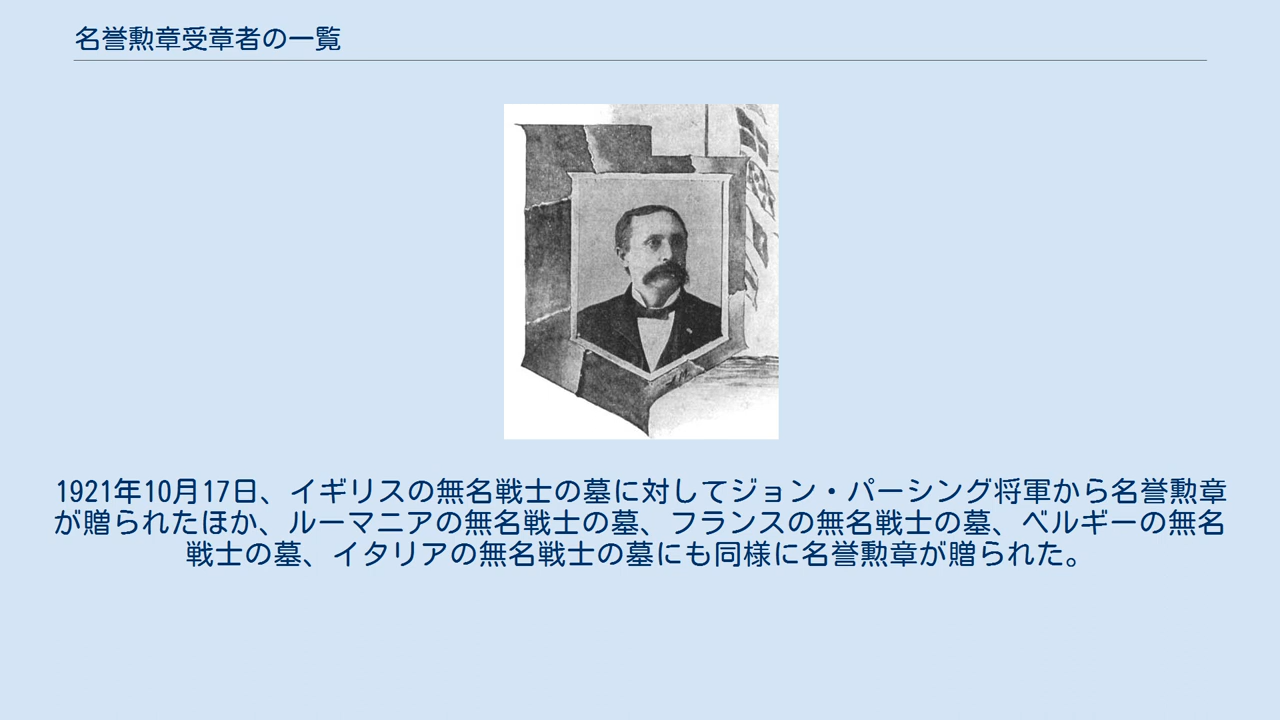 名誉勲章受章者の一覧
1921年10月17日、イギリスの無名戦士の墓に対してジョン・パーシング将軍から名誉勲章
が贈られたほか、ルーマニアの無名戦士の墓、フランスの無名戦士の墓、ベルギーの無名
戦士の墓、イタリアの無名戦士の墓にも同様に名誉勲章が贈られた。